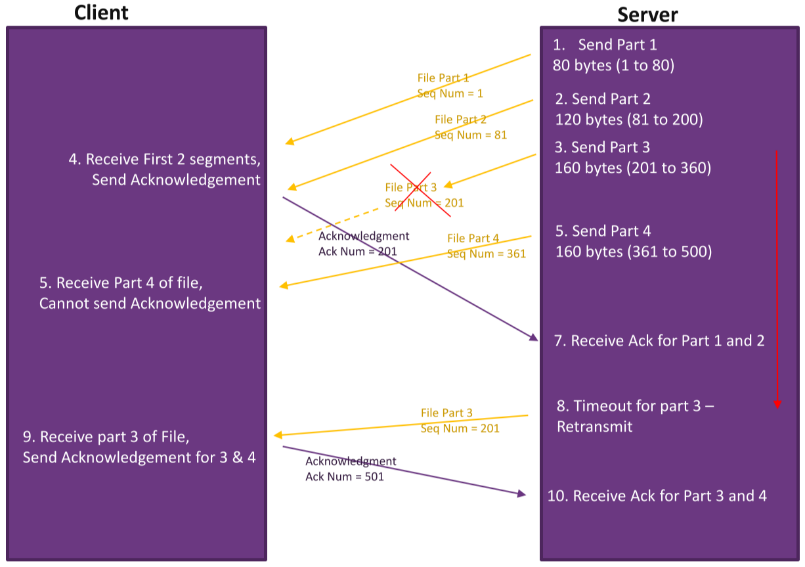 Client
Server
1. Send Part 1
80 bytes (1 to 80)
File Part 1
Seq Num = 1
2. Send Part 2
120 bytes (81 to 200)
File Part 2
Seq Num = 81
3. Send Part 3
160 bytes (201 to 360)
4. Receive First 2 segments,
Send Acknowledgement
File Part 3
Seq Num = 201
Acknowledgment
Ack Num = 201
5. Send Part 4
160 bytes (361 to 500)
File Part 4
Seq Num = 361
5. Receive Part 4 of file,
Cannot send Acknowledgement
7. Receive Ack for Part 1 and 2
8. Timeout for part 3 –
Retransmit
File Part 3
Seq Num = 201
9. Receive part 3 of File,
Send Acknowledgement for 3 & 4
Acknowledgment
Ack Num = 501
10. Receive Ack for Part 3 and 4